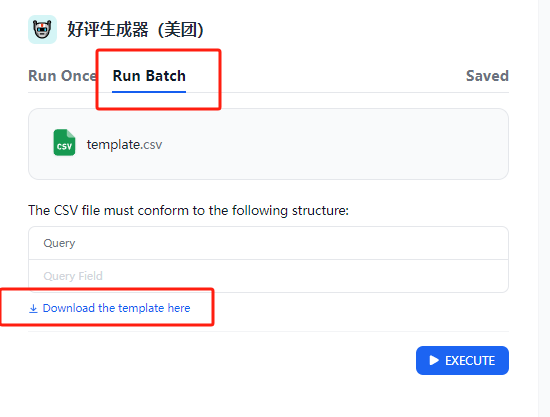 好评生成器（美团）
Run Once Run Batch Saved
CSV template.csv
The CSV file must conform to the following structure:
Query
Query Field
Download the template here
EXECUTE